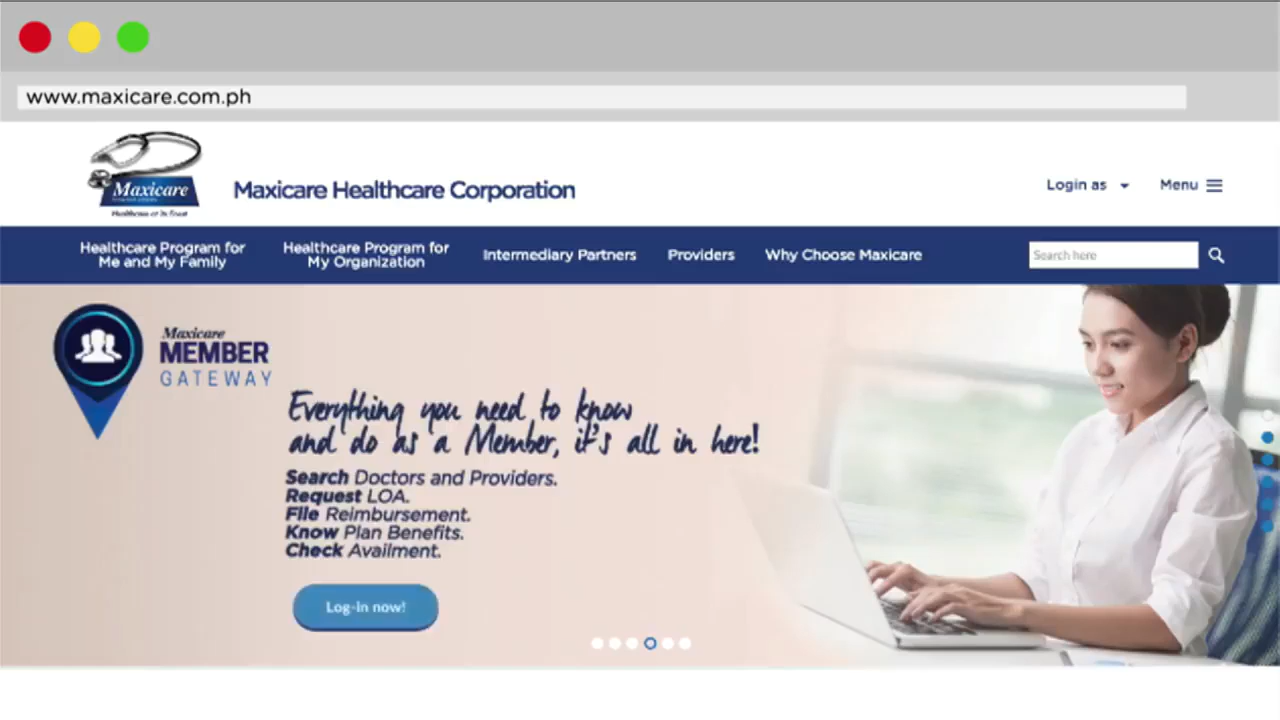 www.maxicare.com.ph
Maxicare
Maxicare Healthcare Corporation
Login as
Menu
Healthcare Program for
Me and My Family
Healthcare Program for
My Organization
Intermediary Partners
Providers
Why Choose Maxicare
Search here
Maxicare
MEMBER
GATEWAY
Everything you need to know
and do as a Member, it's all in here!
Search Doctors and Providers.
Request LOA.
File Reimbursement.
Know Plan Benefits.
Check Availment.
Log-in now!